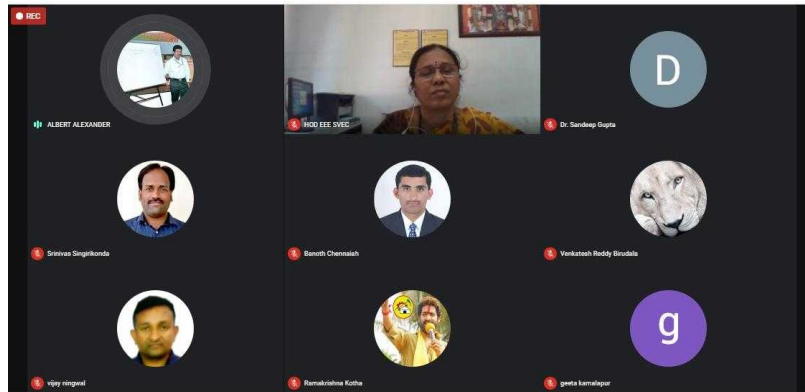 REC
ALBERT ALEXANDER
HOD EEE SVEC
D
Dr. Sandeep Gupta
Srinivas Singirikonda
Banoth Chennaiah
Venkatesh Reddy Birudala
vijay ningwal
Ramakrishna Kotha
g
geeta kamalapur